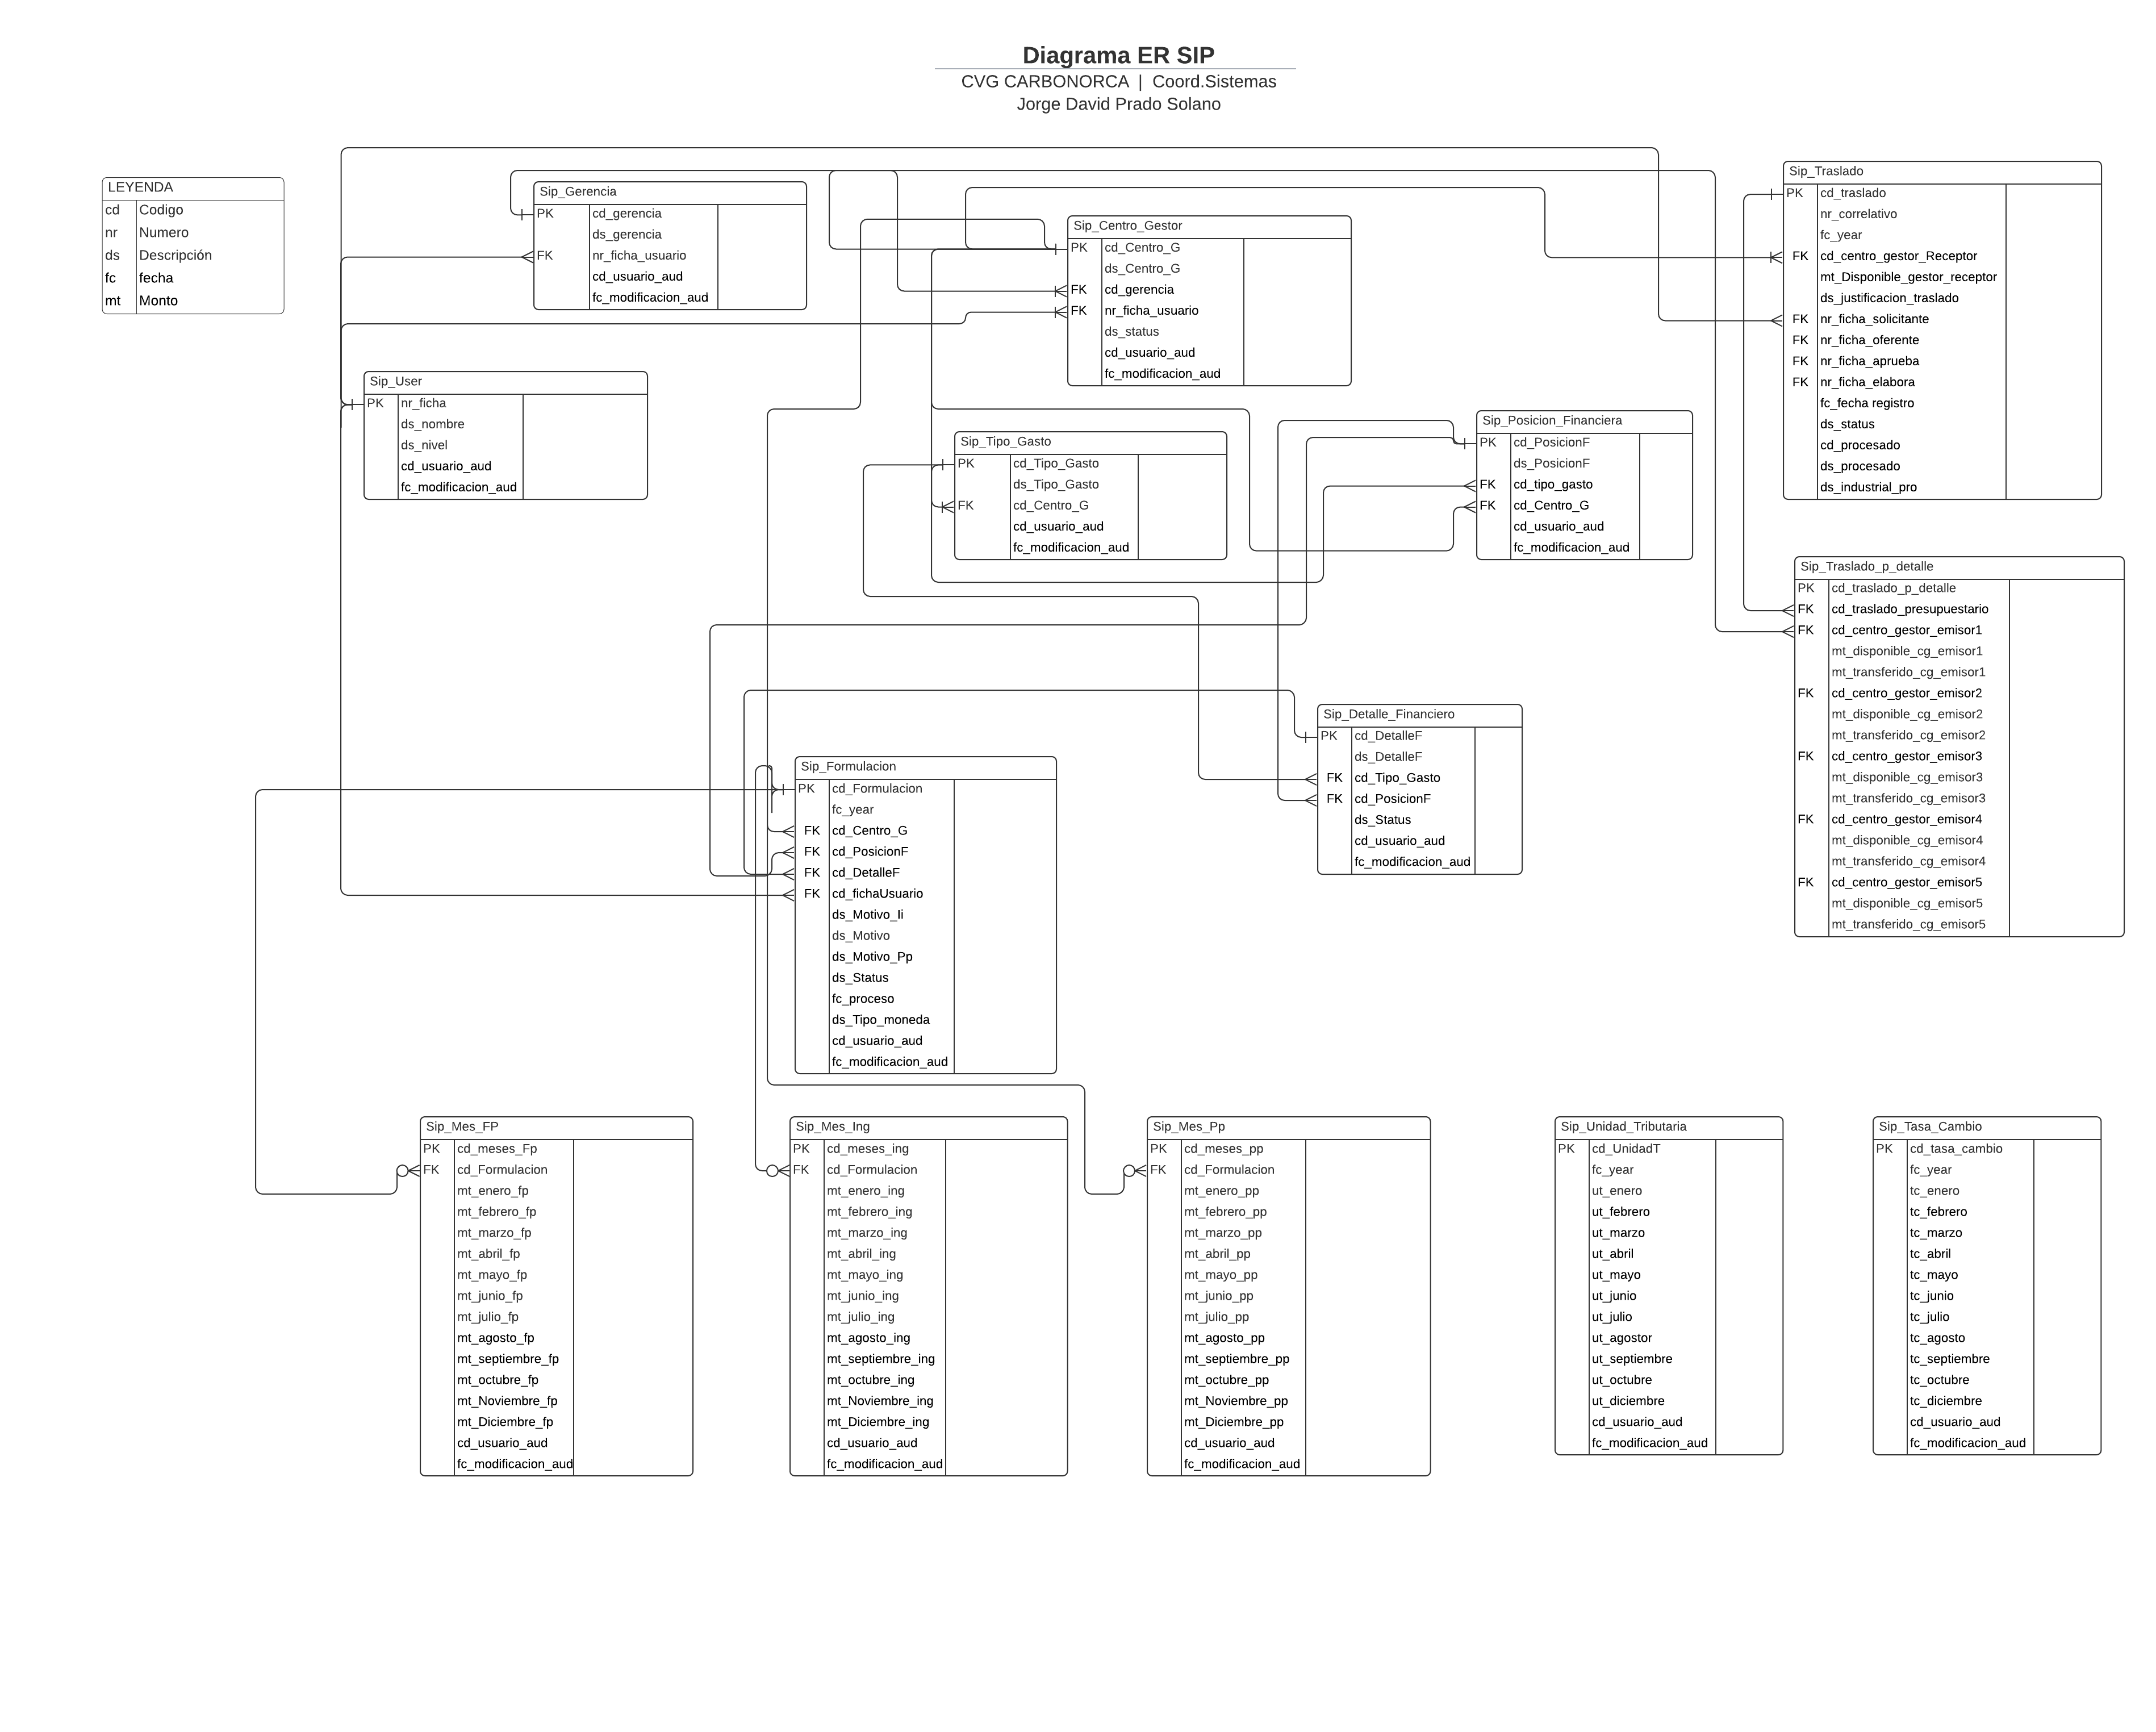 Diagrama ER SIP
CVG CARBONORCA | Coord.Sistemas
Jorge David Prado Solano
LEYENDA
cd Codigo
nr Numero
ds Descripción
fc fecha
mt Monto
Sip_Gerencia
PK cd_gerencia
ds_gerencia
FK nr_ficha_usuario
cd_usuario_aud
fc_modificacion_aud
Sip_Centro_Gestor
PK cd_Centro_G
ds_Centro_G
FK cd_gerencia
FK nr_ficha_usuario
ds_status
cd_usuario_aud
fc_modificacion_aud
Sip_Traslado
PK cd_traslado
nr_correlativo
fc_year
FK cd_centro_gestor_Receptor
mt_Disponible_gestor_receptor
ds_justificacion_traslado
FK nr_ficha_solicitante
FK nr_ficha_oferente
FK nr_ficha_aprueba
FK nr_ficha_elabora
fc_fecha registro
ds_status
cd_procesado
ds_procesado
ds_industrial_pro
Sip_User
PK nr_ficha
ds_nombre
ds_nivel
cd_usuario_aud
fc_modificacion_aud
Sip_Tipo_Gasto
PK cd_Tipo_Gasto
ds_Tipo_Gasto
FK cd_Centro_G
cd_usuario_aud
fc_modificacion_aud
Sip_Posicion_Financiera
PK cd_PosicionF
ds_PosicionF
FK cd_tipo_gasto
FK cd_Centro_G
cd_usuario_aud
fc_modificacion_aud
Sip_Traslado_p_detalle
PK cd_traslado_p_detalle
FK cd_traslado_presupuestario
FK cd_centro_gestor_emisor1
mt_disponible_cg_emisor1
mt_transferido_cg_emisor1
FK cd_centro_gestor_emisor2
mt_disponible_cg_emisor2
mt_transferido_cg_emisor2
FK cd_centro_gestor_emisor3
mt_disponible_cg_emisor3
mt_transferido_cg_emisor3
FK cd_centro_gestor_emisor4
mt_disponible_cg_emisor4
mt_transferido_cg_emisor4
FK cd_centro_gestor_emisor5
mt_disponible_cg_emisor5
mt_transferido_cg_emisor5
Sip_Detalle_Financiero
PK cd_DetalleF
ds_DetalleF
FK cd_Tipo_Gasto
FK cd_PosicionF
ds_Status
cd_usuario_aud
fc_modificacion_aud
Sip_Formulacion
PK cd_Formulacion
fc_year
FK cd_Centro_G
FK cd_PosicionF
FK cd_DetalleF
FK cd_fichaUsuario
ds_Motivo_Ii
ds_Motivo
ds_Motivo_Pp
ds_Status
fc_proceso
ds_Tipo_moneda
cd_usuario_aud
fc_modificacion_aud
Sip_Mes_FP
PK cd_meses_Fp
FK cd_Formulacion
mt_enero_fp
mt_febrero_fp
mt_marzo_fp
mt_abril_fp
mt_mayo_fp
mt_junio_fp
mt_julio_fp
mt_agosto_fp
mt_septiembre_fp
mt_octubre_fp
mt_Noviembre_fp
mt_Diciembre_fp
cd_usuario_aud
fc_modificacion_aud
Sip_Mes_Ing
PK cd_meses_ing
FK cd_Formulacion
mt_enero_ing
mt_febrero_ing
mt_marzo_ing
mt_abril_ing
mt_mayo_ing
mt_junio_ing
mt_julio_ing
mt_agosto_ing
mt_septiembre_ing
mt_octubre_ing
mt_Noviembre_ing
mt_Diciembre_ing
cd_usuario_aud
fc_modificacion_aud
Sip_Mes_Pp
PK cd_meses_pp
FK cd_Formulacion
mt_enero_pp
mt_febrero_pp
mt_marzo_pp
mt_abril_pp
mt_mayo_pp
mt_junio_pp
mt_julio_pp
mt_agosto_pp
mt_septiembre_pp
mt_octubre_pp
mt_Noviembre_pp
mt_Diciembre_pp
cd_usuario_aud
fc_modificacion_aud
Sip_Unidad_Tributaria
PK cd_UnidadT
fc_year
ut_enero
ut_febrero
ut_marzo
ut_abril
ut_mayo
ut_junio
ut_julio
ut_agostor
ut_septiembre
ut_octubre
ut_diciembre
cd_usuario_aud
fc_modificacion_aud
Sip_Tasa_Cambio
PK cd_tasa_cambio
fc_year
tc_enero
tc_febrero
tc_marzo
tc_abril
tc_mayo
tc_junio
tc_julio
tc_agosto
tc_septiembre
tc_octubre
tc_diciembre
cd_usuario_aud
fc_modificacion_aud